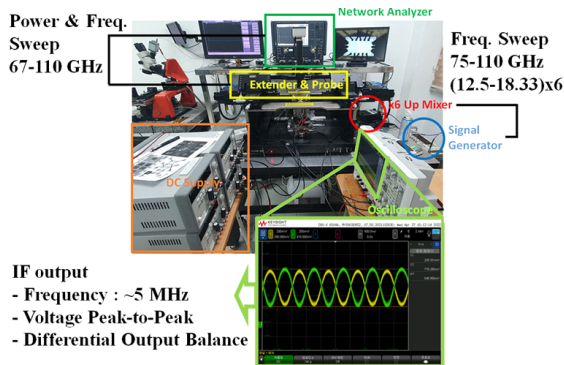 Network Analyzer
Power & Freq.
Sweep
67-110 GHz
Freq. Sweep
75-110 GHz
(12.5-18.33)x6
Extender & Probe
x6 Up Mixer
Signal
Generator
DC Supply
Oscilloscope
KEYSIGHT
IF output
- Frequency : ~5 MHz
- Voltage Peak-to-Peak
- Differential Output Balance